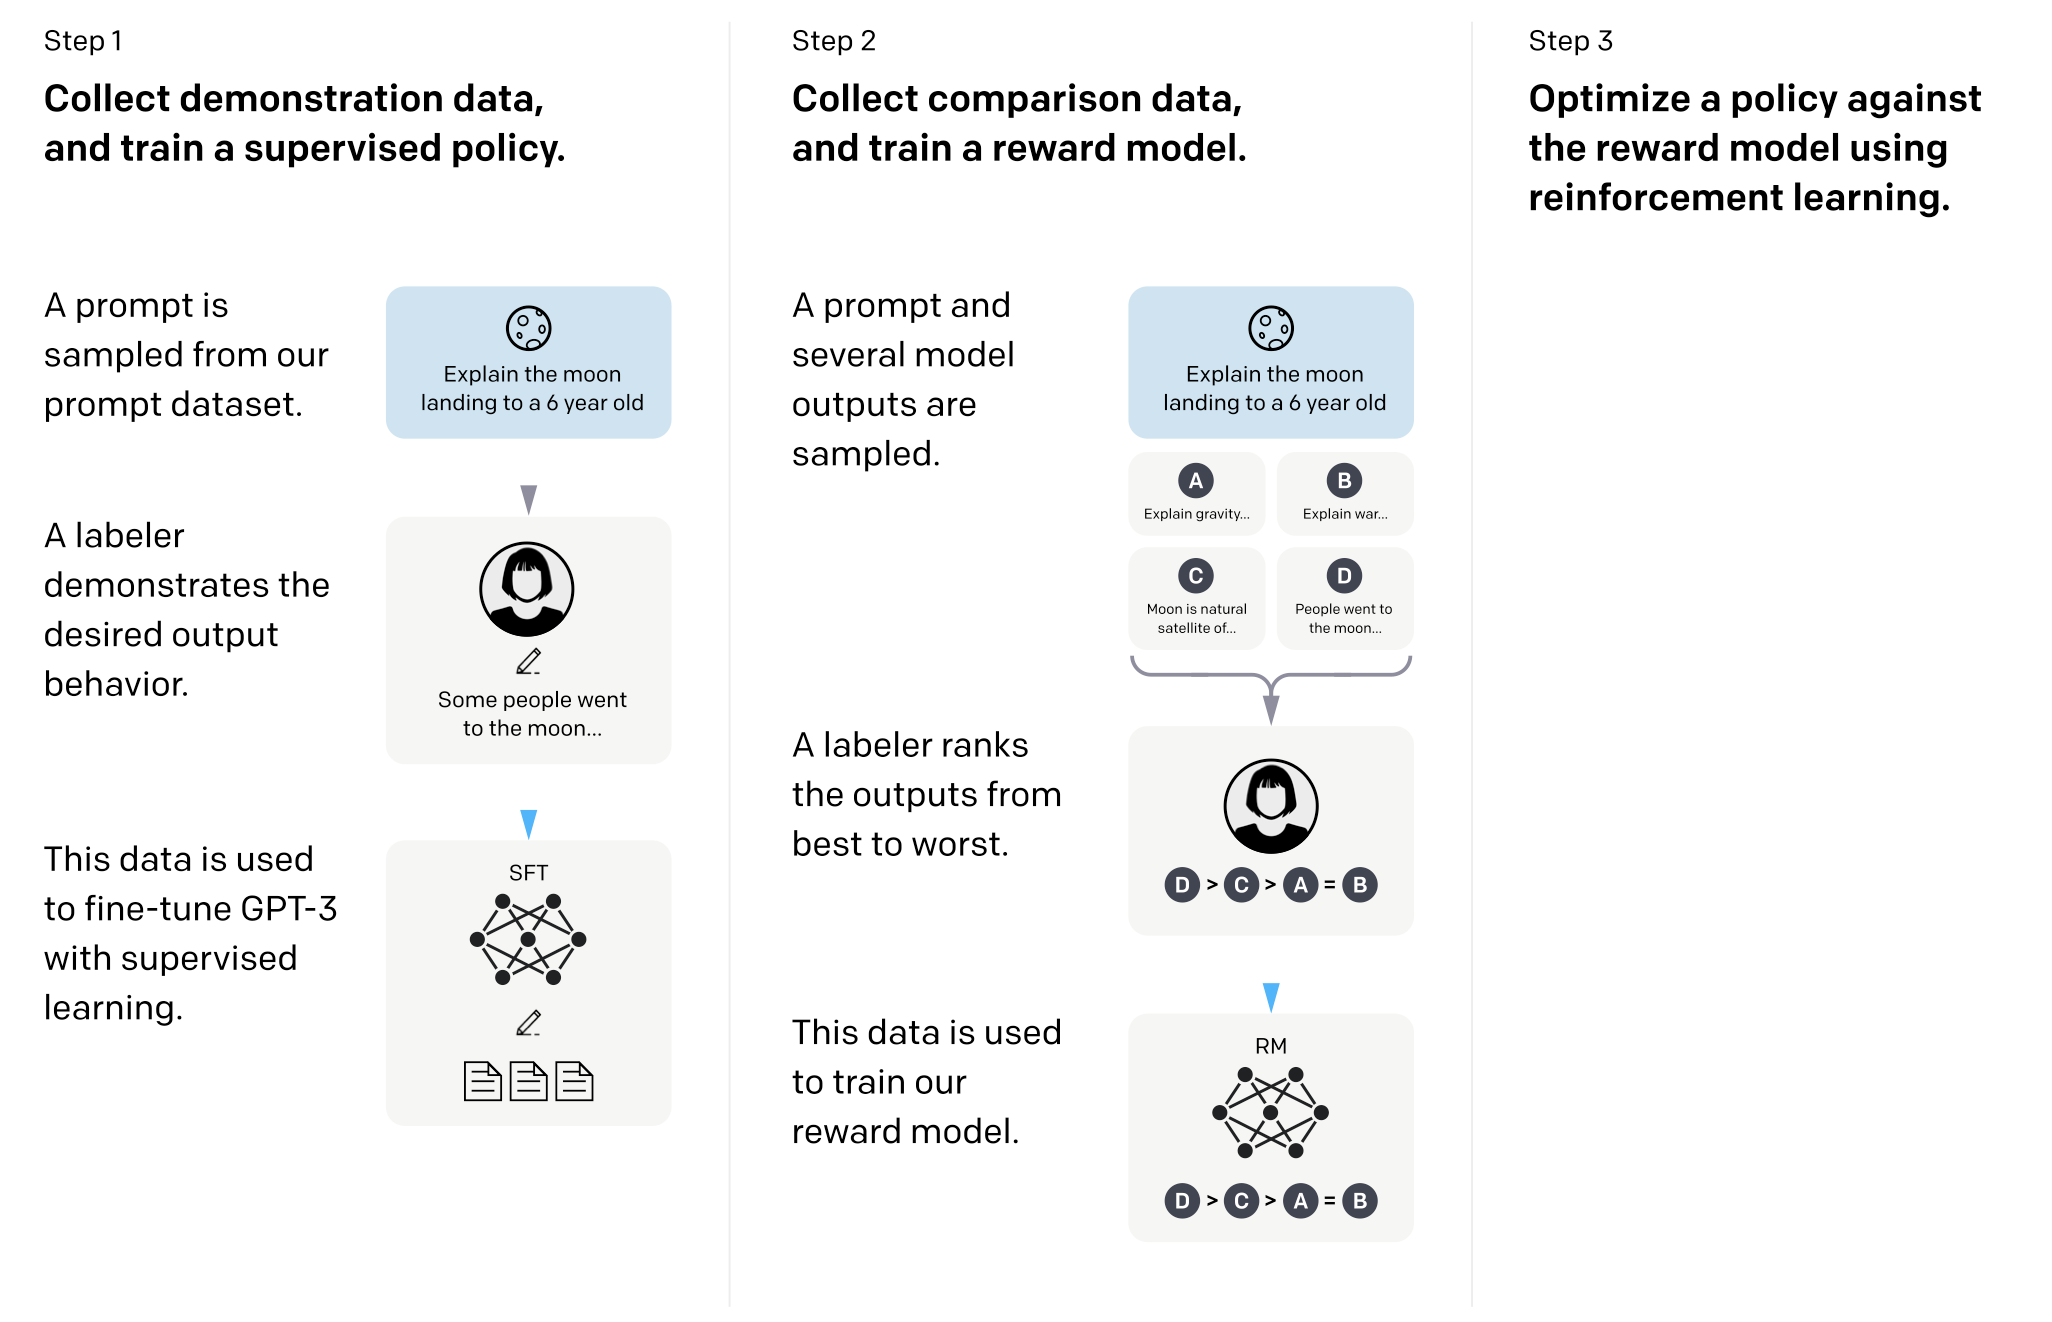 Step 1
Collect demonstration data,
and train a supervised policy.
A prompt is
sampled from our
prompt dataset.
Explain the moon
landing to a 6 year old
A labeler
demonstrates the
desired output
behavior.
Some people went
to the moon...
This data is used
to fine-tune GPT-3
with supervised
learning.
SFT
Step 2
Collect comparison data,
and train a reward model.
A prompt and
several model
outputs are
sampled.
Explain the moon
landing to a 6 year old
A
Explain gravity...
B
Explain war...
C
Moon is natural
satellite of...
D
People went to
the moon...
A labeler ranks
the outputs from
best to worst.
D > C > A = B
This data is used
to train our
reward model.
RM
D > C > A = B
Step 3
Optimize a policy against
the reward model using
reinforcement learning.